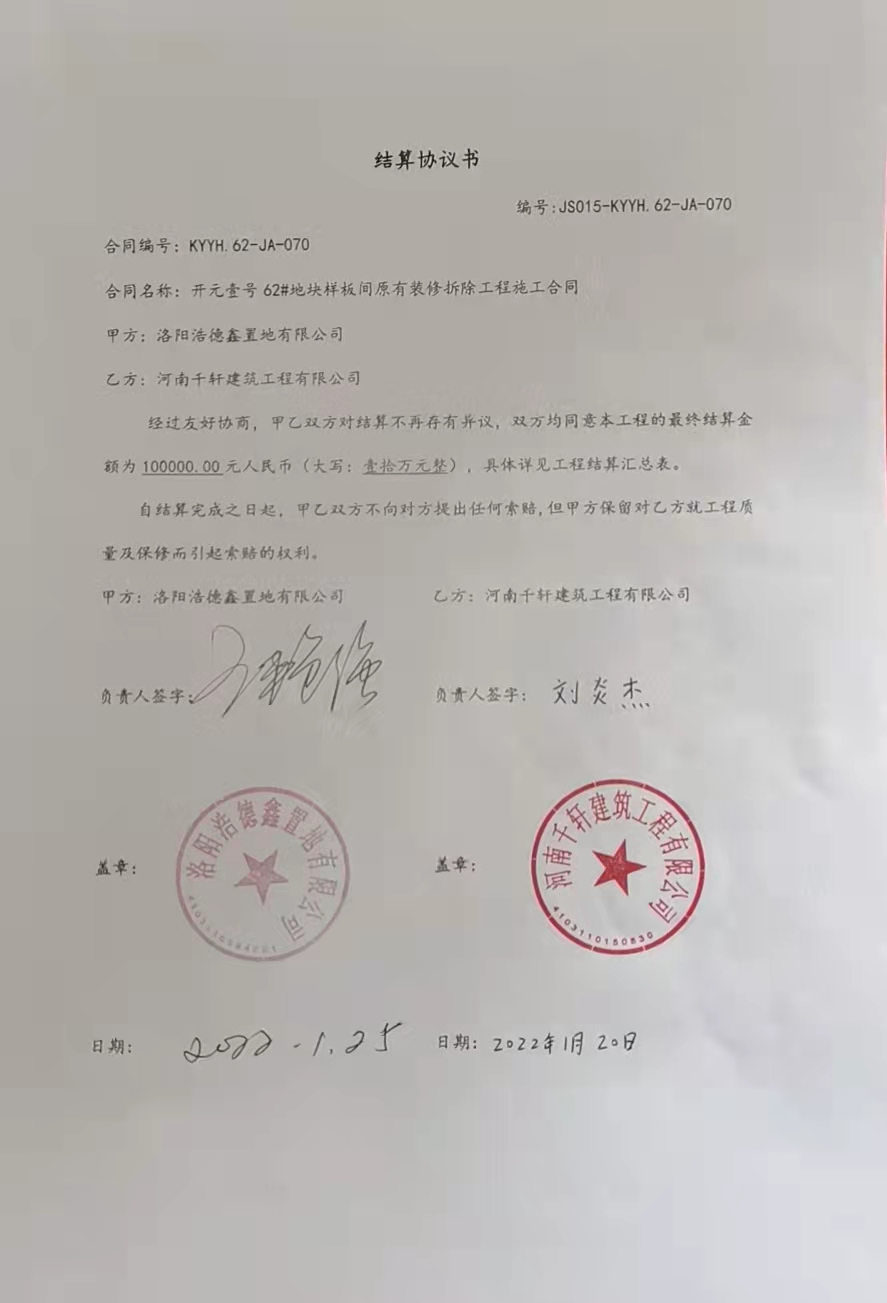 结算协议书
编号:JS015-KYYH.62-JA-070
合同编号: KYYH.62-JA-070
合同名称: 开元壹号 62#地块样板间原有装修拆除工程施工合同
甲方: 洛阳浩德鑫置地有限公司
乙方: 河南千轩建筑工程有限公司
经过友好协商, 甲乙双方对结算不再存有异议, 双方均同意本工程的最终结算金
额为 100000.00 元人民币 (大写: 壹拾万元整), 具体详见工程结算汇总表。
自结算完成之日起, 甲乙双方不向对方提出任何索赔,但甲方保留对乙方就工程质
量及保修而引起索赔的权利。
甲方: 洛阳浩德鑫置地有限公司 乙方: 河南千轩建筑工程有限公司
负责人签字: 负责人签字: 刘炎杰
盖章: 盖章:
洛阳浩德鑫置地有限公司
河南千轩建筑工程有限公司
4103110150830
日期: 2022-1.25 日期: 2022年1月20日